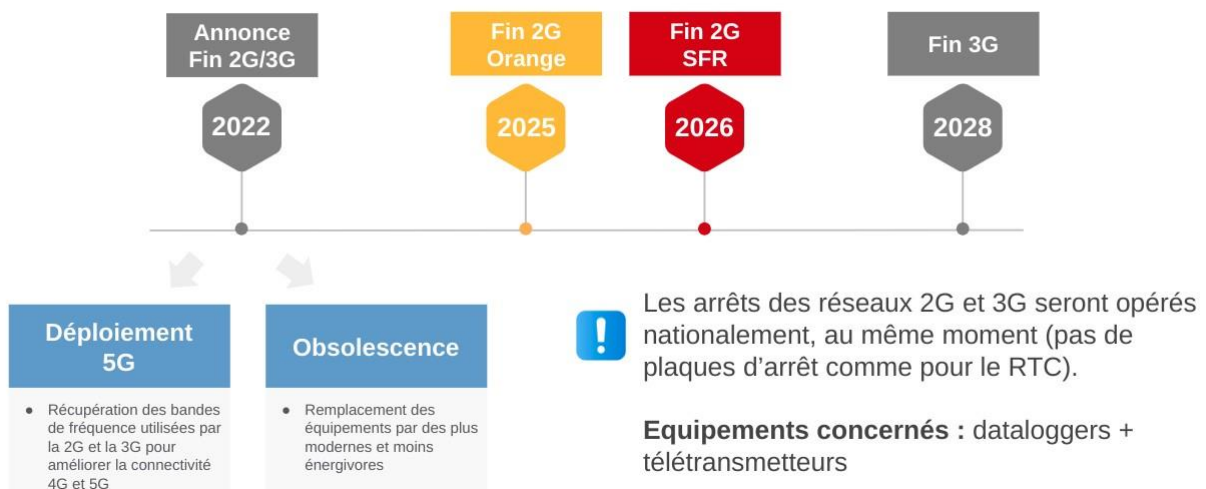 Annonce
Fin 2G/3G
Fin 2G
Orange
Fin 2G
SFR
Fin 3G
2022
2025
2026
2028
Déploiement
5G
● Récupération des bandes
de fréquence utilisées par
la 2G et la 3G pour
améliorer la connectivité
4G et 5G
Obsolescence
● Remplacement des
équipements par des plus
modernes et moins
énergivores
!
Les arrêts des réseaux 2G et 3G seront opérés
nationalement, au même moment (pas de
plaques d’arrêt comme pour le RTC).
Equipements concernés : dataloggers +
télétransmetteurs